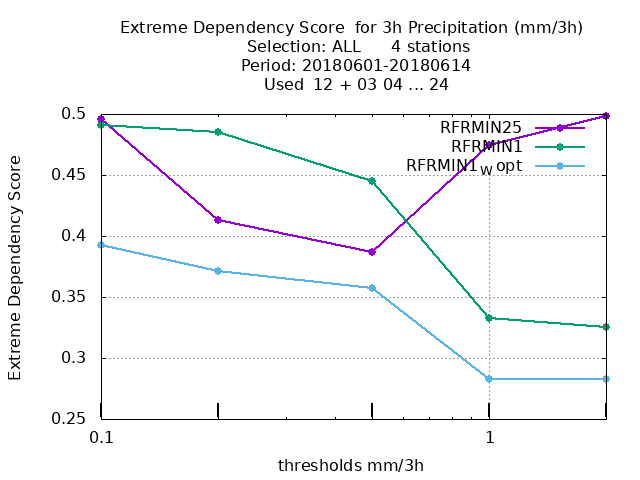 Extreme Dependency Score  for 3h Precipitation (mm/3h)
Selection: ALL      4 stations
Period: 20180601-20180614
Used  12 + 03 04 ... 24
0.5
0.45
0.4
0.35
0.3
0.25
Extreme Dependency Score
RFRMIN25
RFRMIN1
RFRMIN1w opt
0.1
1
thresholds mm/3h